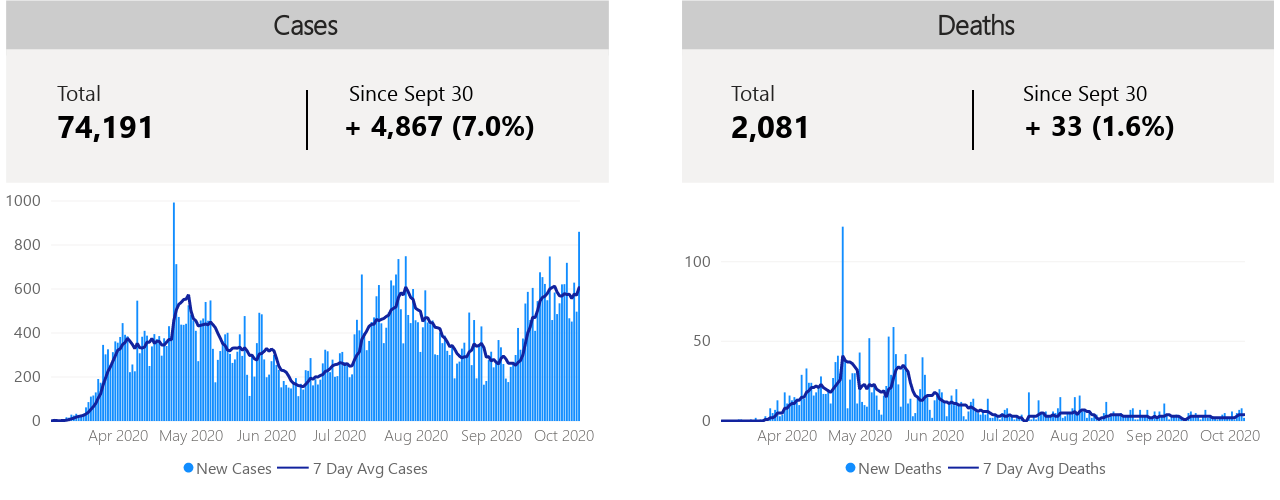 Cases
Total
74,191
Since Sept 30
+ 4,867 (7.0%)
1000
800
600
400
200
0
Apr 2020 May 2020 Jun 2020 Jul 2020 Aug 2020 Sep 2020 Oct 2020
New Cases 7 Day Avg Cases
Deaths
Total
2,081
Since Sept 30
+ 33 (1.6%)
100
50
0
Apr 2020 May 2020 Jun 2020 Jul 2020 Aug 2020 Sep 2020 Oct 2020
New Deaths 7 Day Avg Deaths